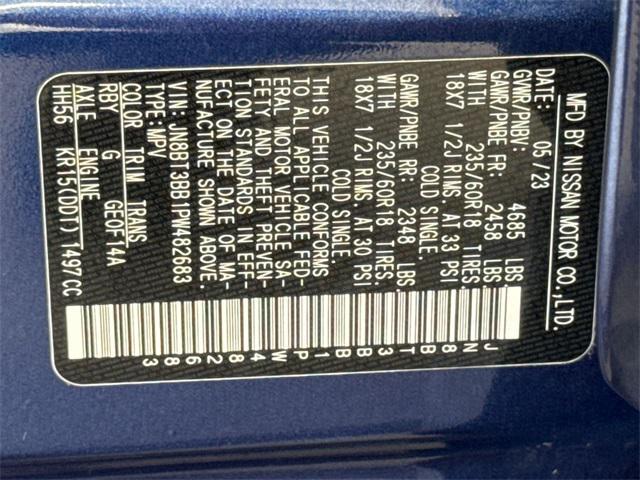 MFD BY NISSAN MOTOR CO.,LTD.
05 / 23
GVWR/PNBV: 4685 LBS.
GAWR/PNBE FR: 2458 LBS.
WITH 235/60R18 TIRES.
18X7 1/2J RIMS. AT 33 PSI
COLD SINGLE
GAWR/PNBE RR: 2348 LBS.
WITH 235/60R18 TIRES.
18X7 1/2J RIMS. AT 30 PSI
COLD SINGLE
THIS VEHICLE CONFORMS
TO ALL APPLICABLE FED-
ERAL MOTOR VEHICLE SA-
FETY AND THEFT PREVEN-
TION STANDARDS IN EFF-
ECT ON THE DATE OF MA-
NUFACTURE SHOWN ABOVE.
VIN: JN8BT3BB1PW482683
TYPE:MPV
COLOR TRIM TRANS
RBY G GE0F14A
AXLE ENGINE
HH56 KR15(DDT) 1497CC
JN8BT3BB1PW482683